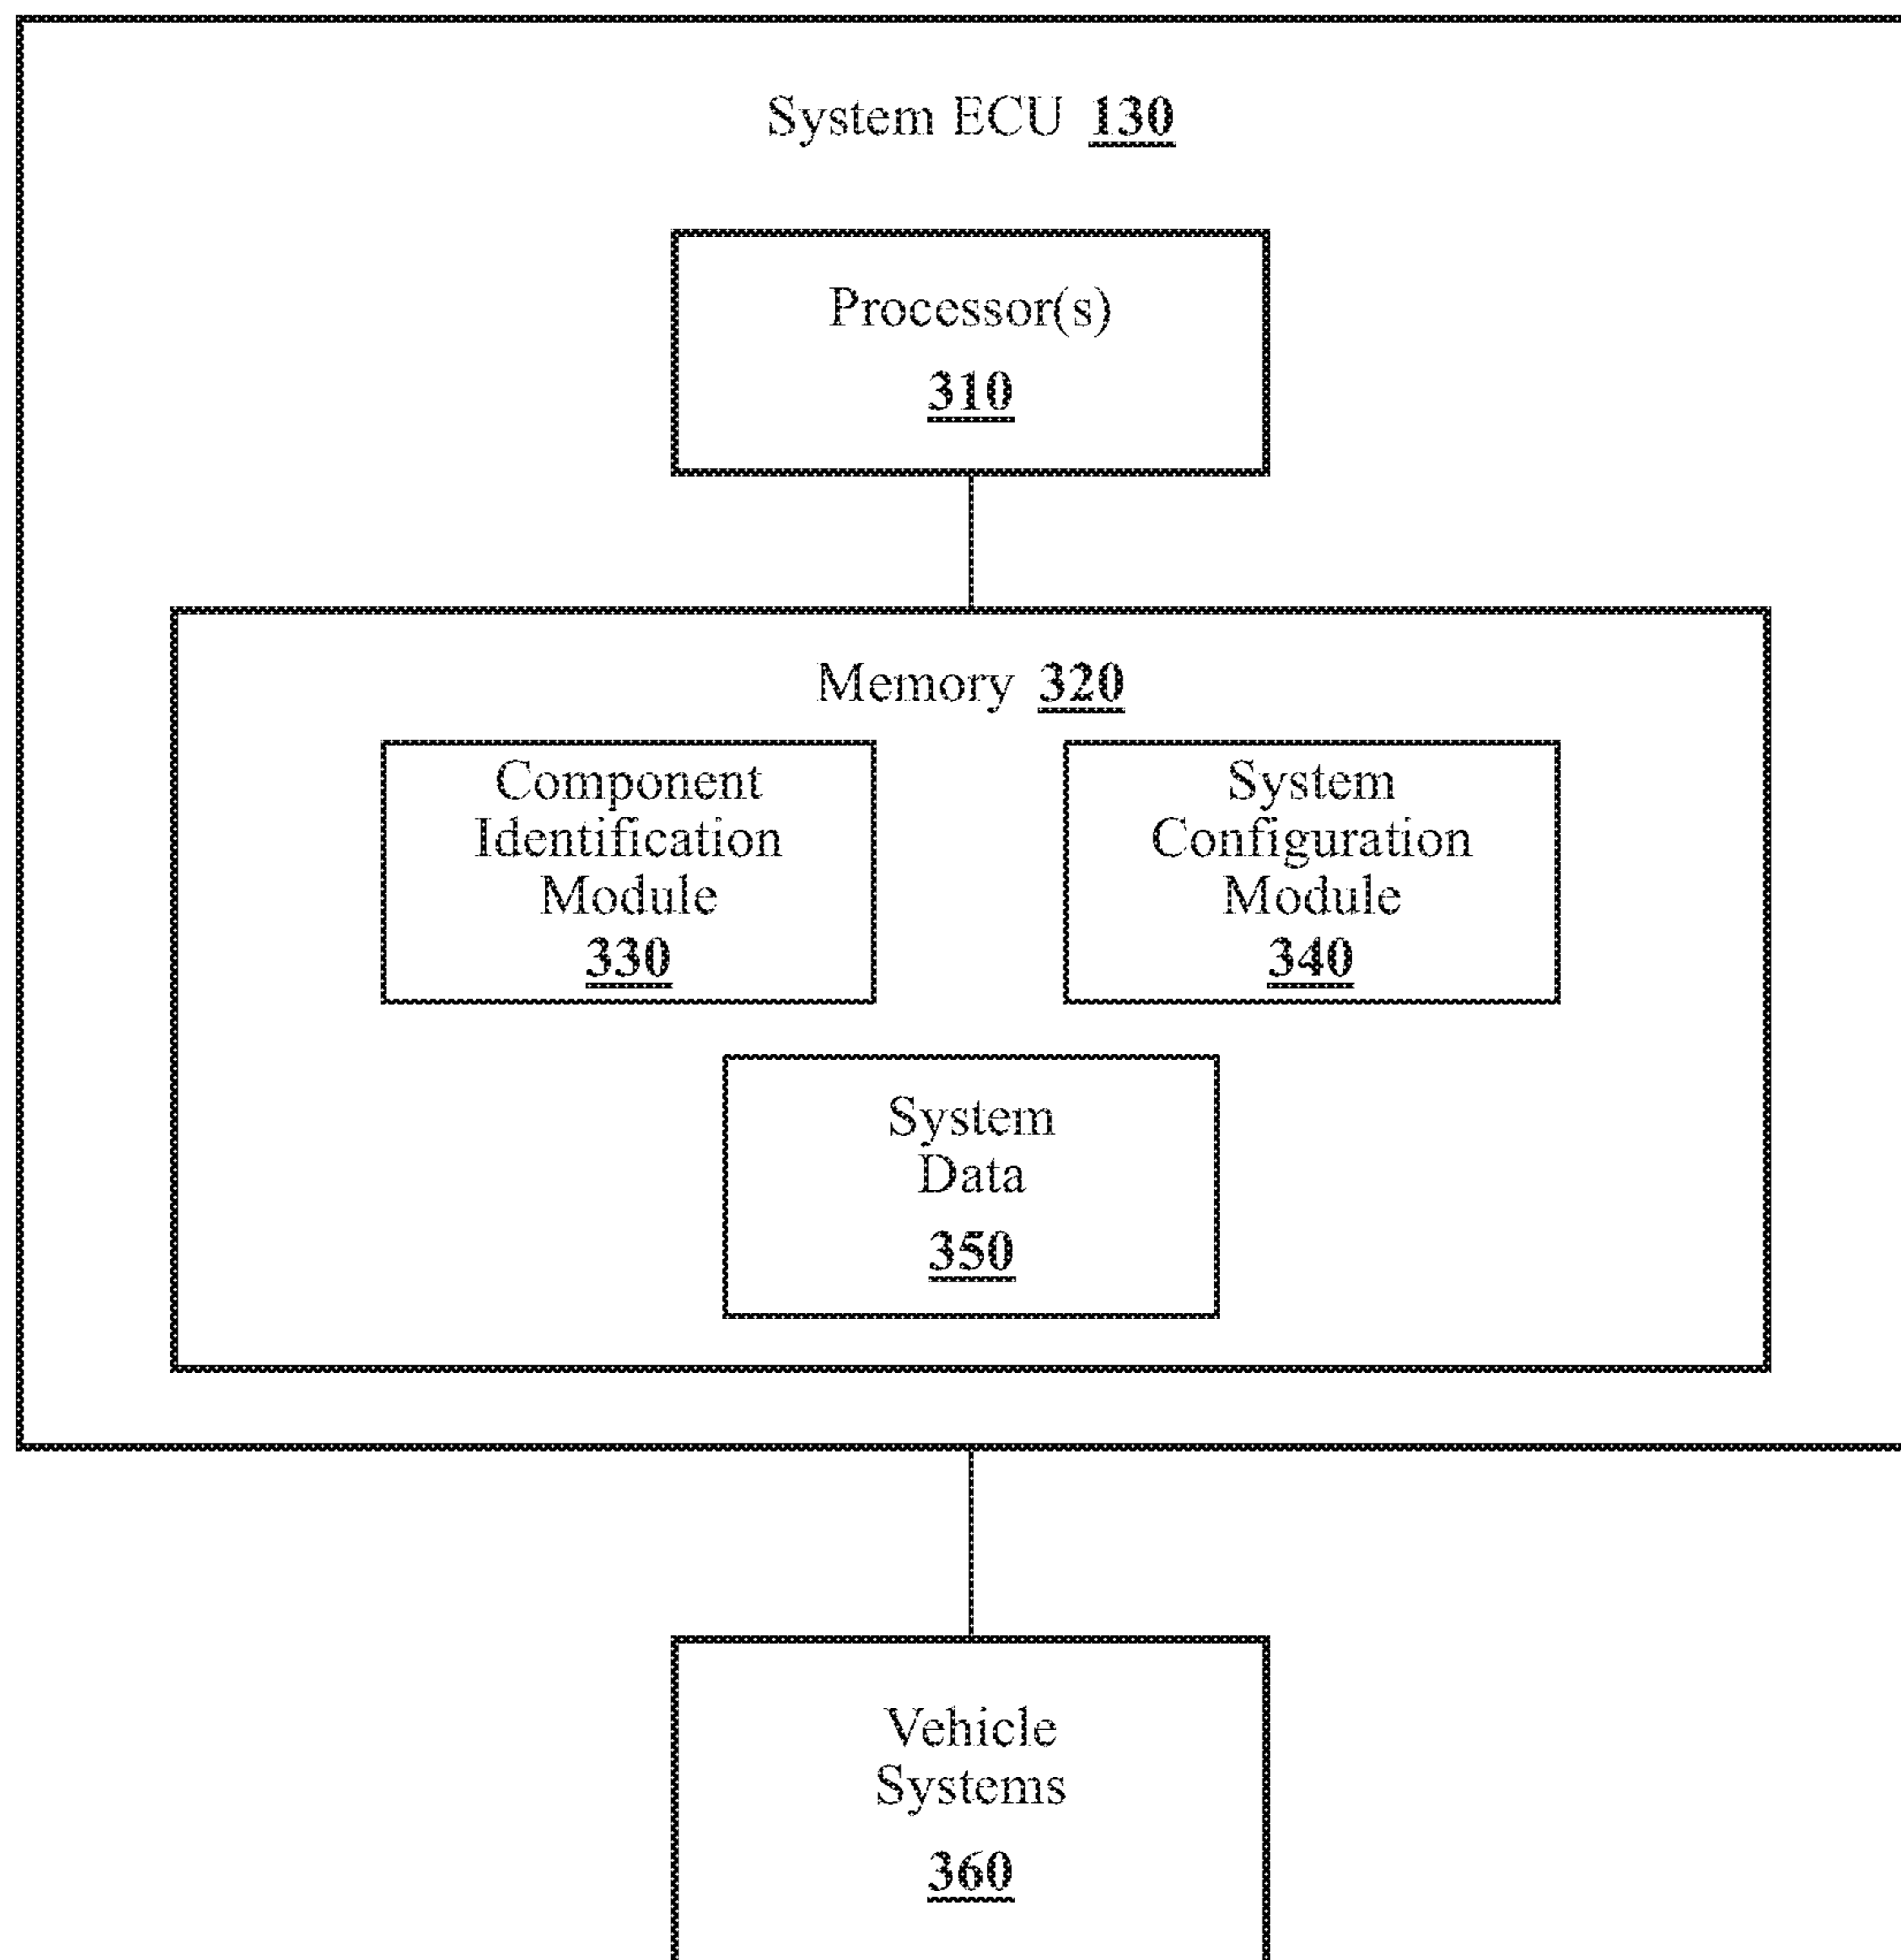 System ECU 130
Processor(s)
310
Memory 320
Component
Identification
Module
330
System
Configuration
Module
340
System
Data
350
Vehicle
Systems
360